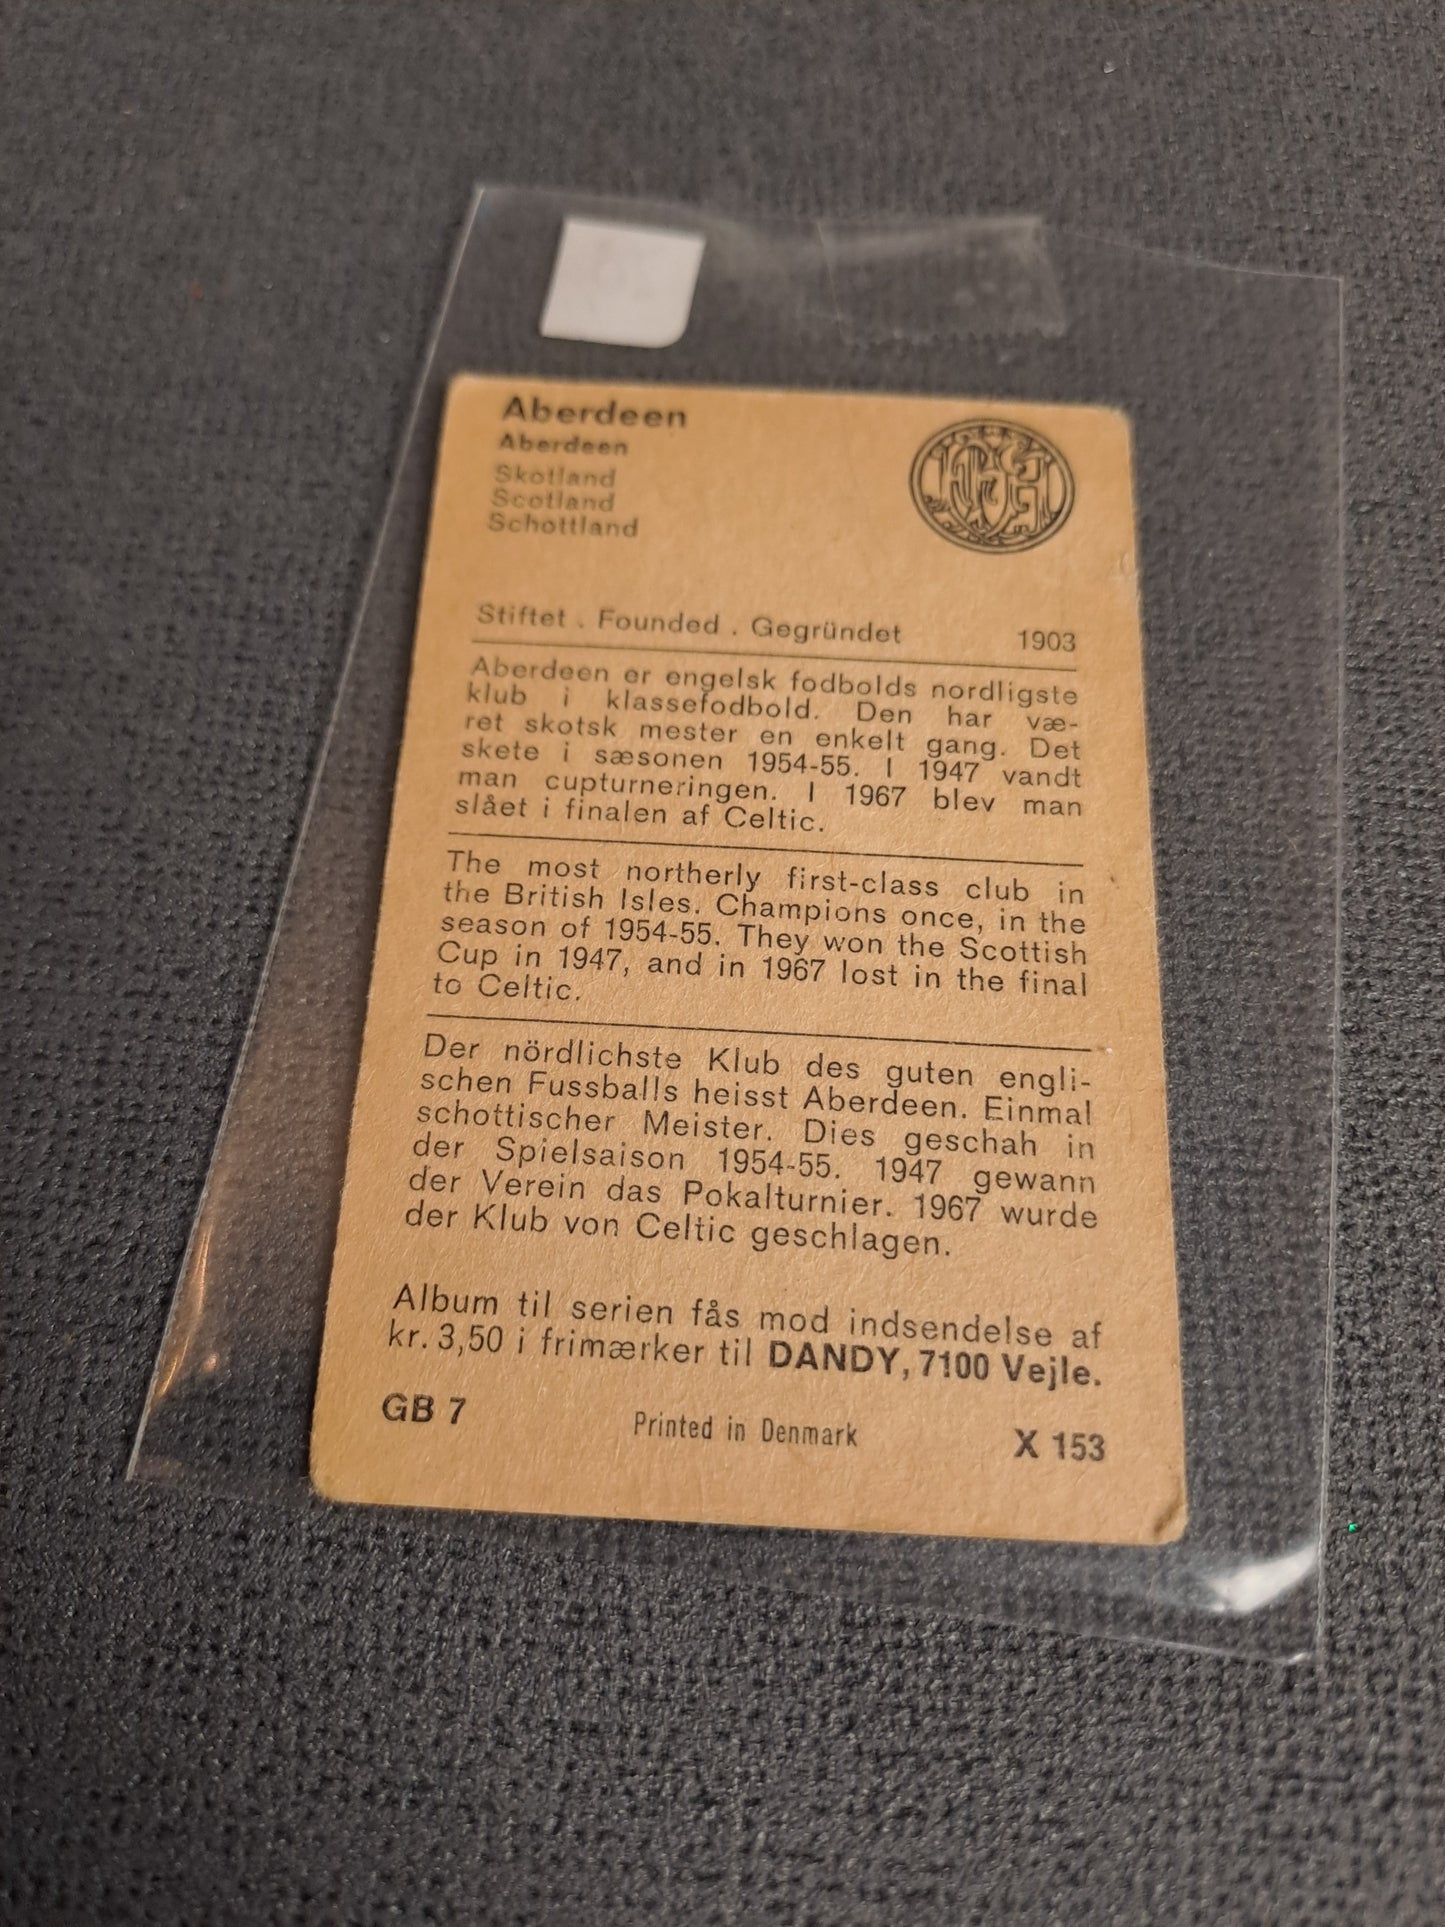 Aberdeen
Aberdeen
Skotland
Scotland
Schottland
Stiftet . Founded . Gegründet 1903
Aberdeen er engelsk fodbolds nordligste
klub i klassefodbold. Den har væ-
ret skotsk mester en enkelt gang. Det
skete i sæsonen 1954-55. I 1947 vandt
man cupturneringen. I 1967 blev man
slået i finalen af Celtic.
The most northerly first-class club in
the British Isles. Champions once, in the
season of 1954-55. They won the Scottish
Cup in 1947, and in 1967 lost in the final
to Celtic.
Der nördlichste Klub des guten engli-
schen Fussballs heisst Aberdeen. Einmal
schottischer Meister. Dies geschah in
der Spielsaison 1954-55. 1947 gewann
der Verein das Pokalturnier. 1967 wurde
der Klub von Celtic geschlagen.
Album til serien fås mod indsendelse af
kr. 3,50 i frimærker til DANDY, 7100 Vejle.
GB 7 Printed in Denmark X 153